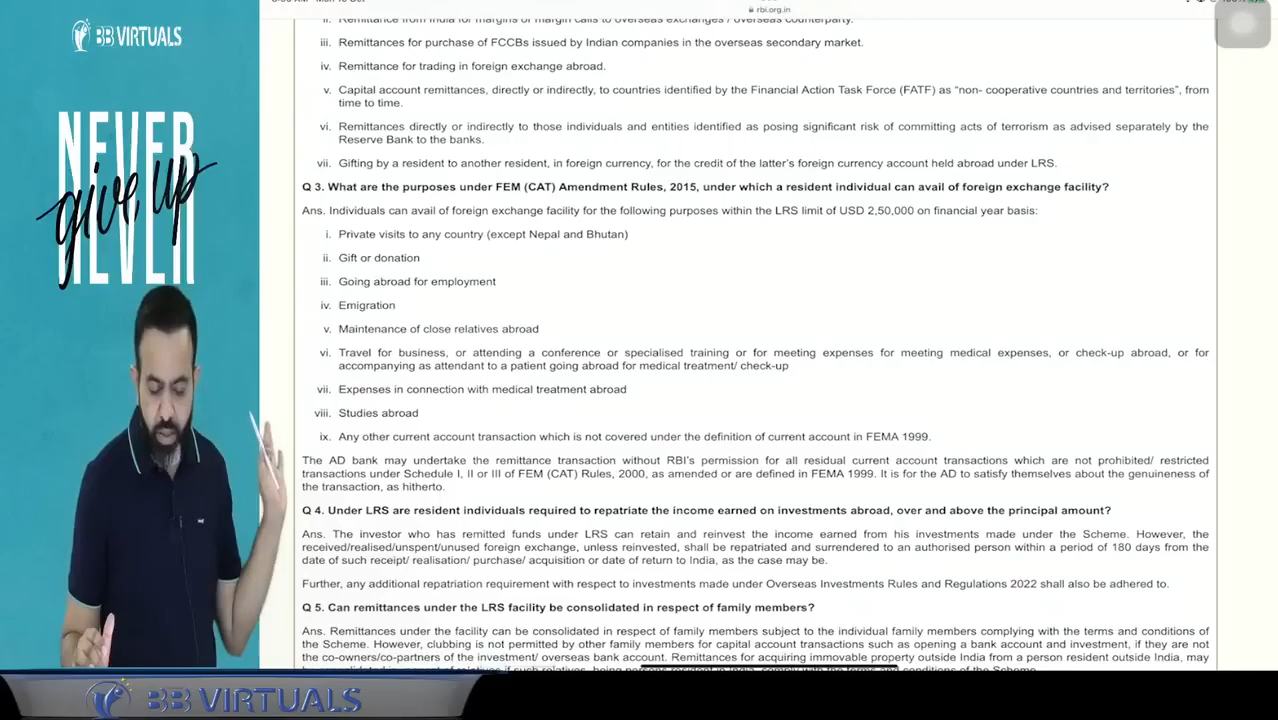 BB VIRTUALS
NEVER
give up
NEVER
rbi.org.in
ii. Remittance from India for margins or margin calls to overseas exchanges / overseas counterparty.
iii. Remittances for purchase of FCCBs issued by Indian companies in the overseas secondary market.
iv. Remittance for trading in foreign exchange abroad.
v. Capital account remittances, directly or indirectly, to countries identified by the Financial Action Task Force (FATF) as “non- cooperative countries and territories”, from
time to time.
vi. Remittances directly or indirectly to those individuals and entities identified as posing significant risk of committing acts of terrorism as advised separately by the
Reserve Bank to the banks.
vii. Gifting by a resident to another resident, in foreign currency, for the credit of the latter’s foreign currency account held abroad under LRS.
Q 3. What are the purposes under FEM (CAT) Amendment Rules, 2015, under which a resident individual can avail of foreign exchange facility?
Ans. Individuals can avail of foreign exchange facility for the following purposes within the LRS limit of USD 2,50,000 on financial year basis:
i. Private visits to any country (except Nepal and Bhutan)
ii. Gift or donation
iii. Going abroad for employment
iv. Emigration
v. Maintenance of close relatives abroad
vi. Travel for business, or attending a conference or specialised training or for meeting expenses for meeting medical expenses, or check-up abroad, or for
accompanying as attendant to a patient going abroad for medical treatment/ check-up
vii. Expenses in connection with medical treatment abroad
viii. Studies abroad
ix. Any other current account transaction which is not covered under the definition of current account in FEMA 1999.
The AD bank may undertake the remittance transaction without RBI’s permission for all residual current account transactions which are not prohibited/ restricted
transactions under Schedule I, II or III of FEM (CAT) Rules, 2000, as amended or are defined in FEMA 1999. It is for the AD to satisfy themselves about the genuineness of
the transaction, as hitherto.
Q 4. Under LRS are resident individuals required to repatriate the income earned on investments abroad, over and above the principal amount?
Ans. The investor who has remitted funds under LRS can retain and reinvest the income earned from his investments made under the Scheme. However, the
received/realised/unspent/unused foreign exchange, unless reinvested, shall be repatriated and surrendered to an authorised person within a period of 180 days from the
date of such receipt/ realisation/ purchase/ acquisition or date of return to India, as the case may be.
Further, any additional repatriation requirement with respect to investments made under Overseas Investments Rules and Regulations 2022 shall also be adhered to.
Q 5. Can remittances under the LRS facility be consolidated in respect of family members?
Ans. Remittances under the facility can be consolidated in respect of family members subject to the individual family members complying with the terms and conditions of
the Scheme. However, clubbing is not permitted by other family members for capital account transactions such as opening a bank account and investment, if they are not
the co-owners/co-partners of the investment/ overseas bank account. Remittances for acquiring immovable property outside India from a person resident outside India, may
BB VIRTUALS